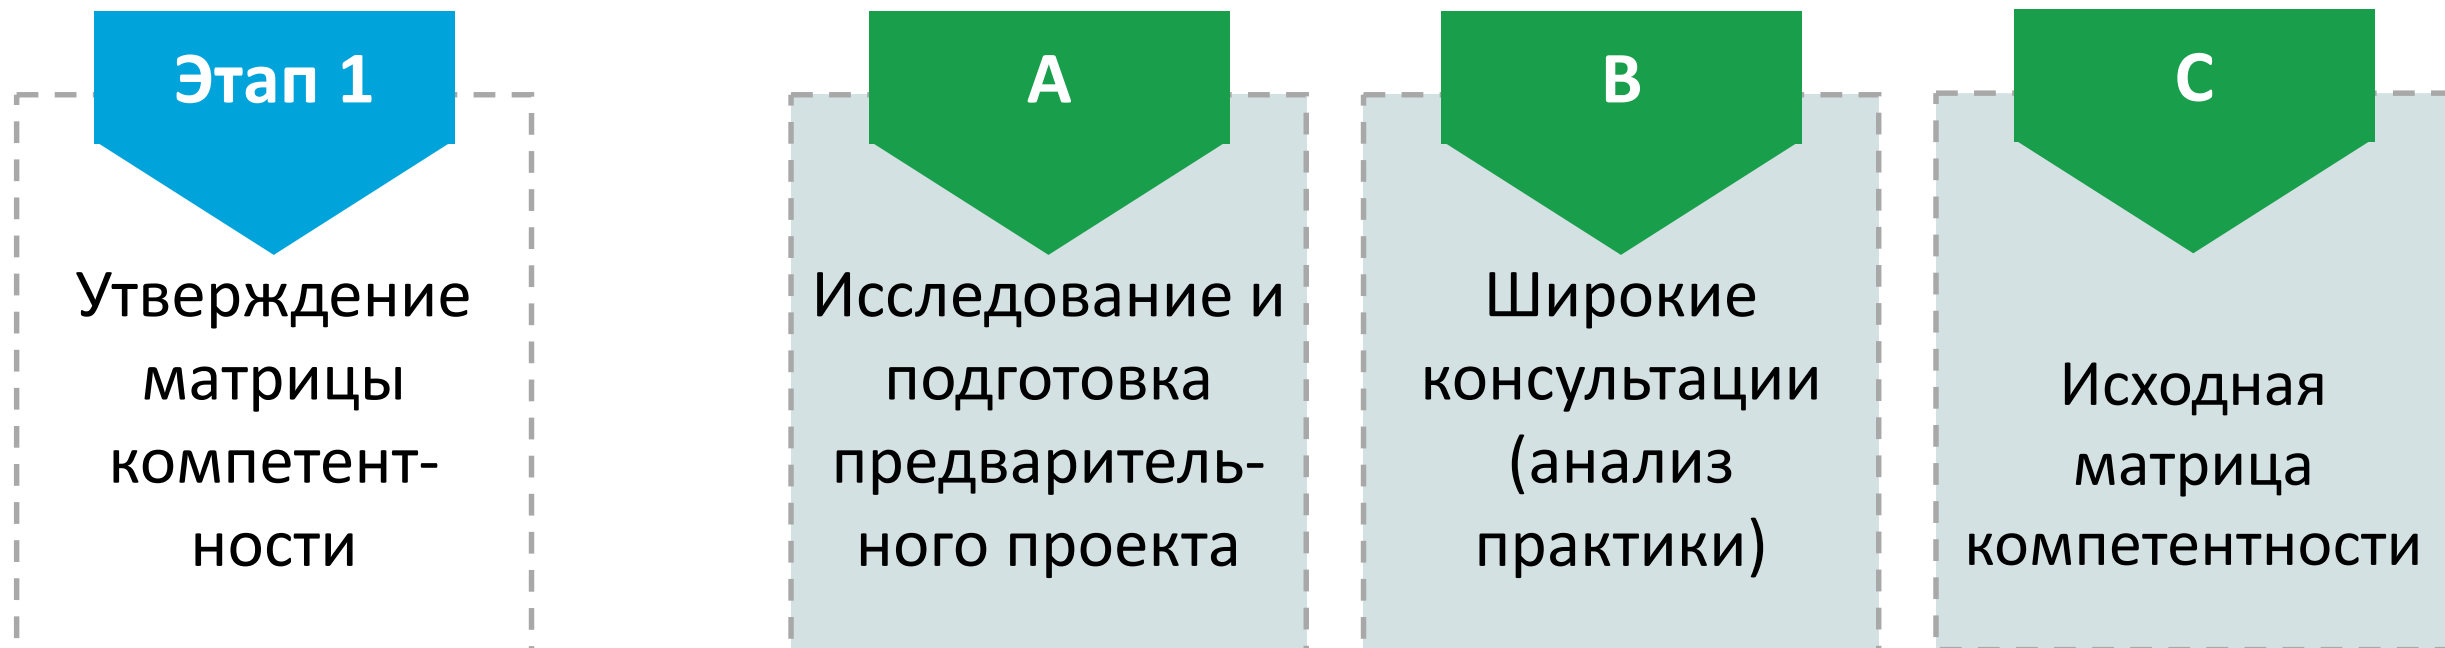 Этап 1
Утверждение
матрицы
компетент-
ности
A
Исследование и
подготовка
предваритель-
ного проекта
B
Широкие
консультации
(анализ
практики)
C
Исходная
матрица
компетентности